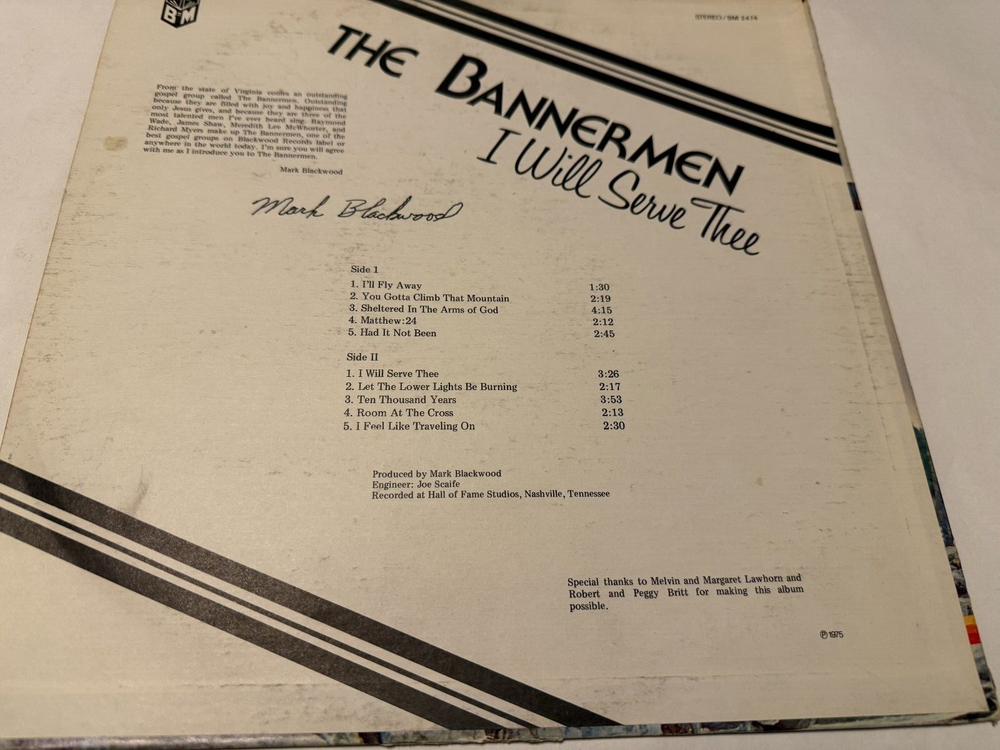 BM
STEREO/BM 2474
THE BANNERMEN
I Will Serve Thee
From the state of Virginia comes an outstanding
gospel group called The Bannermen. Outstanding
because they are filled with joy and happiness that
only Jesus gives, and because they are three of the
most talented men I've ever heard sing. Raymond
Wade, James Shaw, Meredith Lee McWhorter, and
Richard Myers make up The Bannermen, one of the
best gospel groups on Blackwood Records label or
anywhere in the world today. I'm sure you will agree
with me as I introduce you to The Bannermen.
Mark Blackwood
Mark Blackwood
Side 1
1. I'll Fly Away 1:30
2. You Gotta Climb That Mountain 2:19
3. Sheltered In The Arms of God 4:15
4. Matthew:24 2:12
5. Had It Not Been 2:45
Side II
1. I Will Serve Thee 3:26
2. Let The Lower Lights Be Burning 2:17
3. Ten Thousand Years 3:53
4. Room At The Cross 2:13
5. I Feel Like Traveling On 2:30
Produced by Mark Blackwood
Engineer: Joe Scaife
Recorded at Hall of Fame Studios, Nashville, Tennessee
Special thanks to Melvin and Margaret Lawhorn and
Robert and Peggy Britt for making this album
possible.
℗ 1975